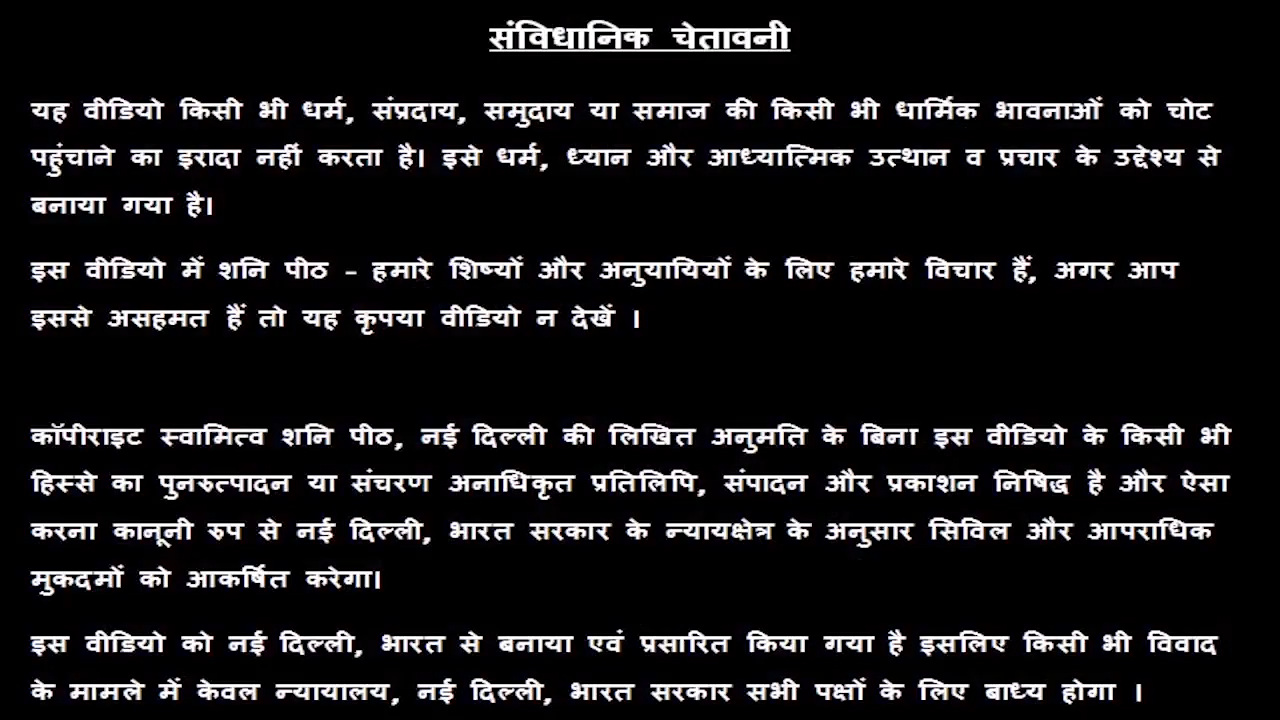 संविधानिक चेतावनी
यह वीडियो किसी भी धर्म, संप्रदाय, समुदाय या समाज की किसी भी धार्मिक भावनाओं को चोट
पहुंचाने का इरादा नहीं करता है। इसे धर्म, ध्यान और आध्यात्मिक उत्थान व प्रचार के उद्देश्य से
बनाया गया है।
इस वीडियो में शनि पीठ – हमारे शिष्यों और अनुयायियों के लिए हमारे विचार हैं, अगर आप
इससे असहमत हैं तो यह कृपया वीडियो न देखें ।
कॉपीराइट स्वामित्व शनि पीठ, नई दिल्ली की लिखित अनुमति के बिना इस वीडियो के किसी भी
हिस्से का पुनरुत्पादन या संचरण अनाधिकृत प्रतिलिपि, संपादन और प्रकाशन निषिद्ध है और ऐसा
करना कानूनी रुप से नई दिल्ली, भारत सरकार के न्यायक्षेत्र के अनुसार सिविल और आपराधिक
मुकदमों को आकर्षित करेगा।
इस वीडियो को नई दिल्ली, भारत से बनाया एवं प्रसारित किया गया है इसलिए किसी भी विवाद
के मामले में केवल न्यायालय, नई दिल्ली, भारत सरकार सभी पक्षों के लिए बाध्य होगा ।